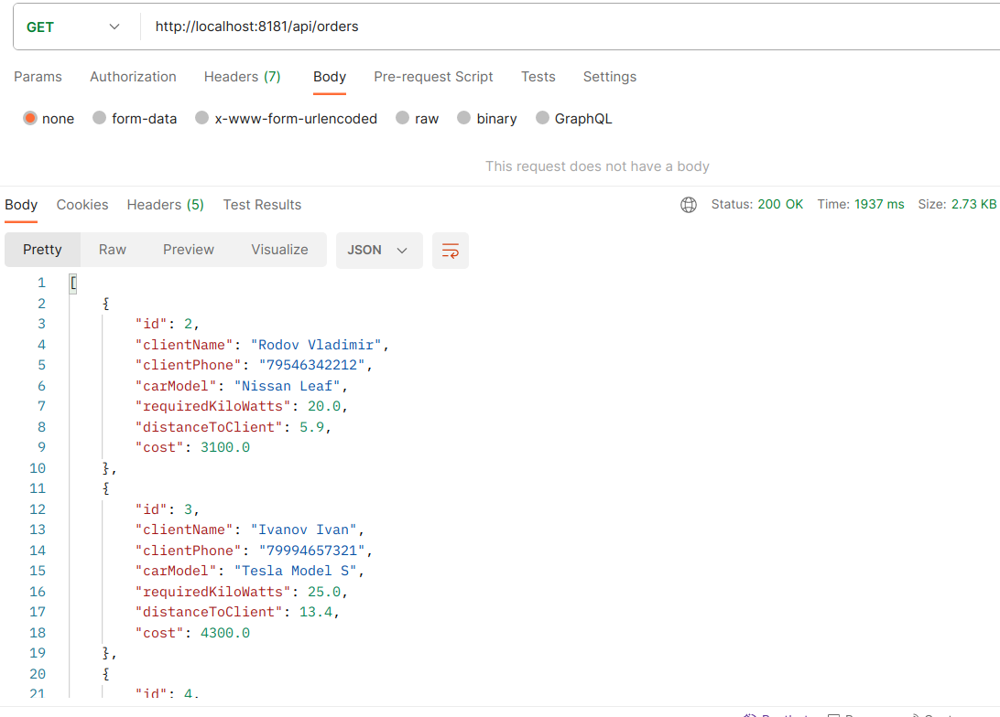 GET http://localhost:8181/api/orders
Params Authorization Headers (7) Body Pre-request Script Tests Settings
none form-data x-www-form-urlencoded raw binary GraphQL
This request does not have a body
Body Cookies Headers (5) Test Results Status: 200 OK Time: 1937 ms Size: 2.73 KB
Pretty Raw Preview Visualize JSON
1 [
2 {
3 "id": 2,
4 "clientName": "Rodov Vladimir",
5 "clientPhone": "79546342212",
6 "carModel": "Nissan Leaf",
7 "requiredKiloWatts": 20.0,
8 "distanceToClient": 5.9,
9 "cost": 3100.0
10 },
11 {
12 "id": 3,
13 "clientName": "Ivanov Ivan",
14 "clientPhone": "79994657321",
15 "carModel": "Tesla Model S",
16 "requiredKiloWatts": 25.0,
17 "distanceToClient": 13.4,
18 "cost": 4300.0
19 },
20 {
21 "id": 4,